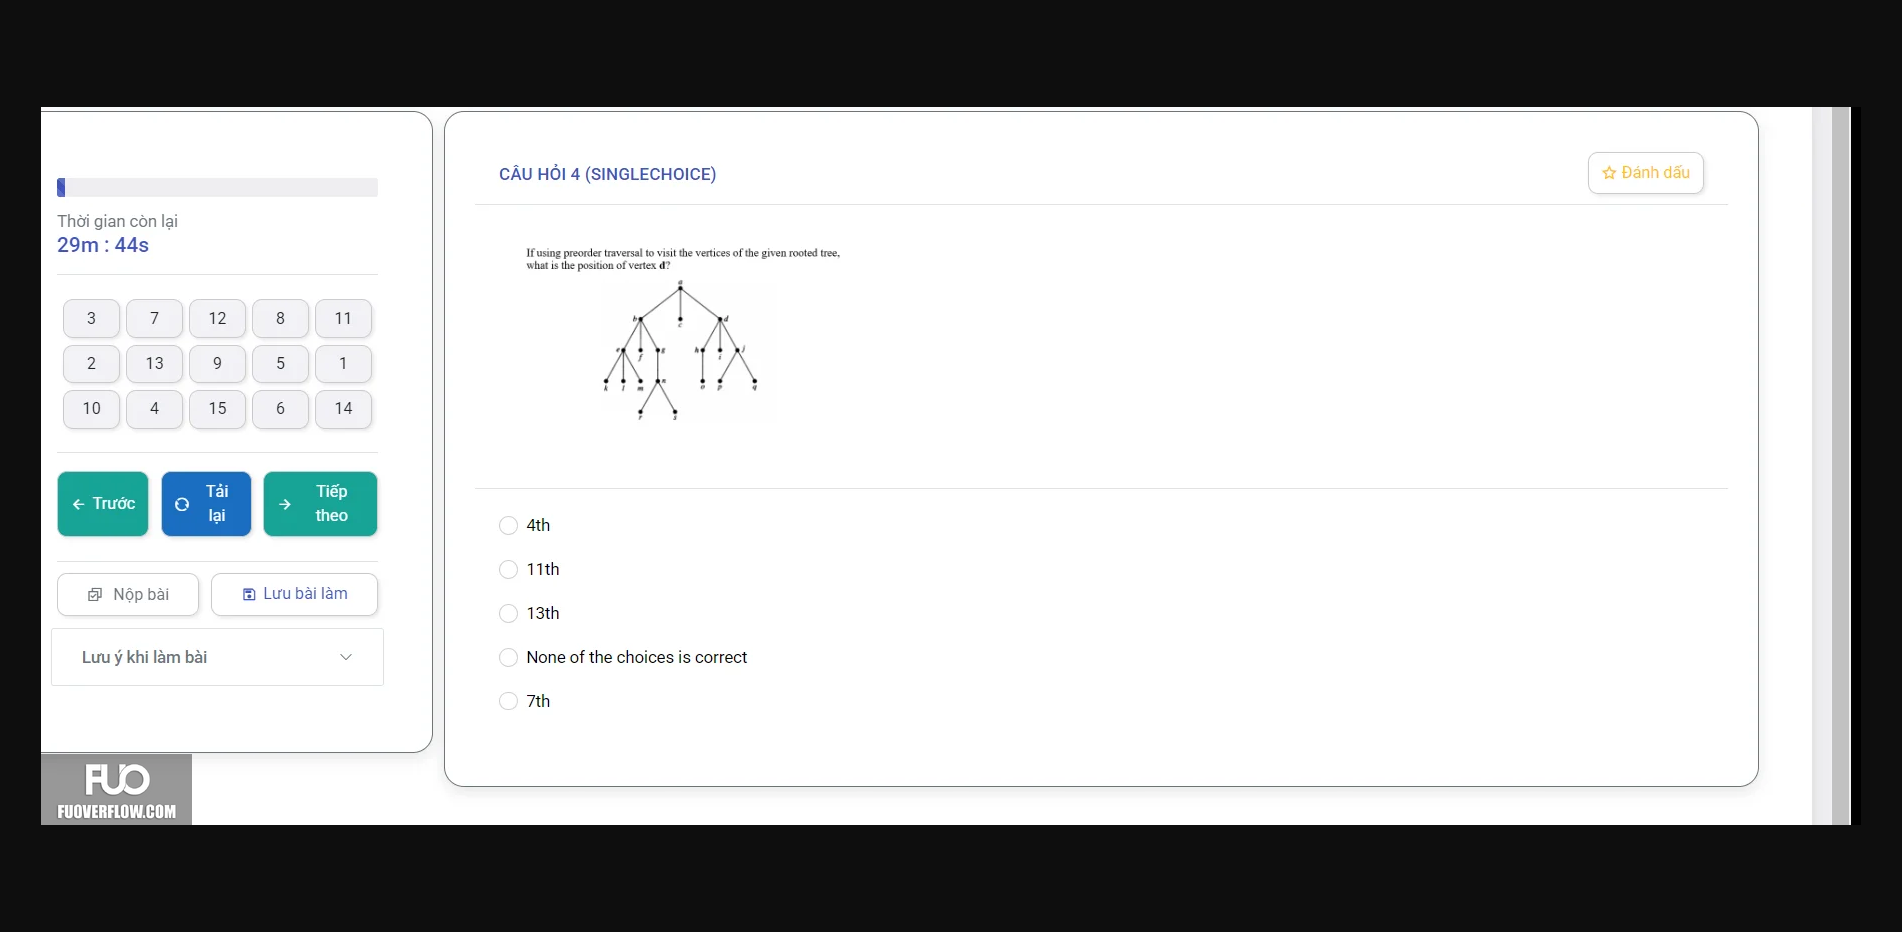 Thời gian còn lại
29m : 44s
3 7 12 8 11
2 13 9 5 1
10 4 15 6 14
Trước
Tải lại
Tiếp theo
Nộp bài
Lưu bài làm
Lưu ý khi làm bài
FUO
FUOVERFLOW.COM
CÂU HỎI 4 (SINGLECHOICE)
Đánh dấu
If using preorder traversal to visit the vertices of the given rooted tree,
what is the position of vertex d?
a
b c d
e f g h i j
k l m n o p q
r s
4th
11th
13th
None of the choices is correct
7th